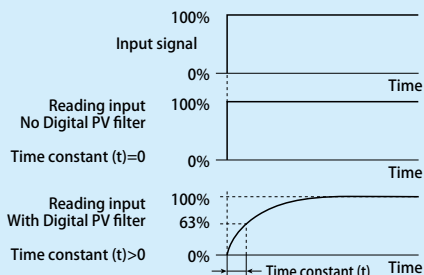 100%
Input signal
0%
Time
Reading input
No Digital PV filter
100%
Time constant (t)=0
0%
Time
Reading input
With Digital PV filter
100%
63%
Time constant (t)>0
0%
Time constant (t)
Time